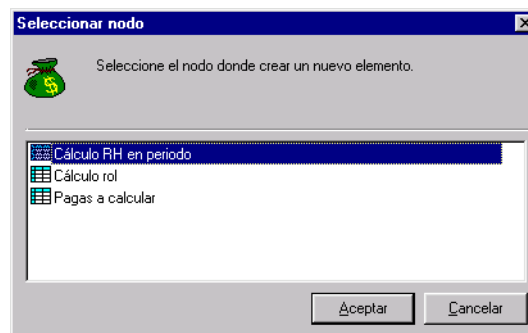 Seleccionar nodo
Seleccione el nodo donde crear un nuevo elemento.
Cálculo RH en periodo
Cálculo rol
Pagas a calcular
Aceptar
Cancelar